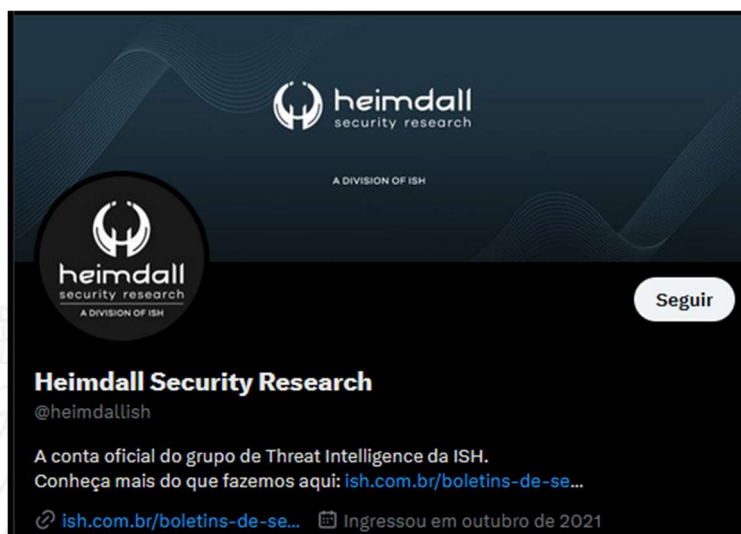 heimdall
security research
A DIVISION OF ISH
heimdall
security research
A DIVISION OF ISH
Seguir
Heimdall Security Research
@heimdallish
A conta oficial do grupo de Threat Intelligence da ISH.
Conheça mais do que fazemos aqui: ish.com.br/boletins-de-se...
ish.com.br/boletins-de-se... Ingressou em outubro de 2021